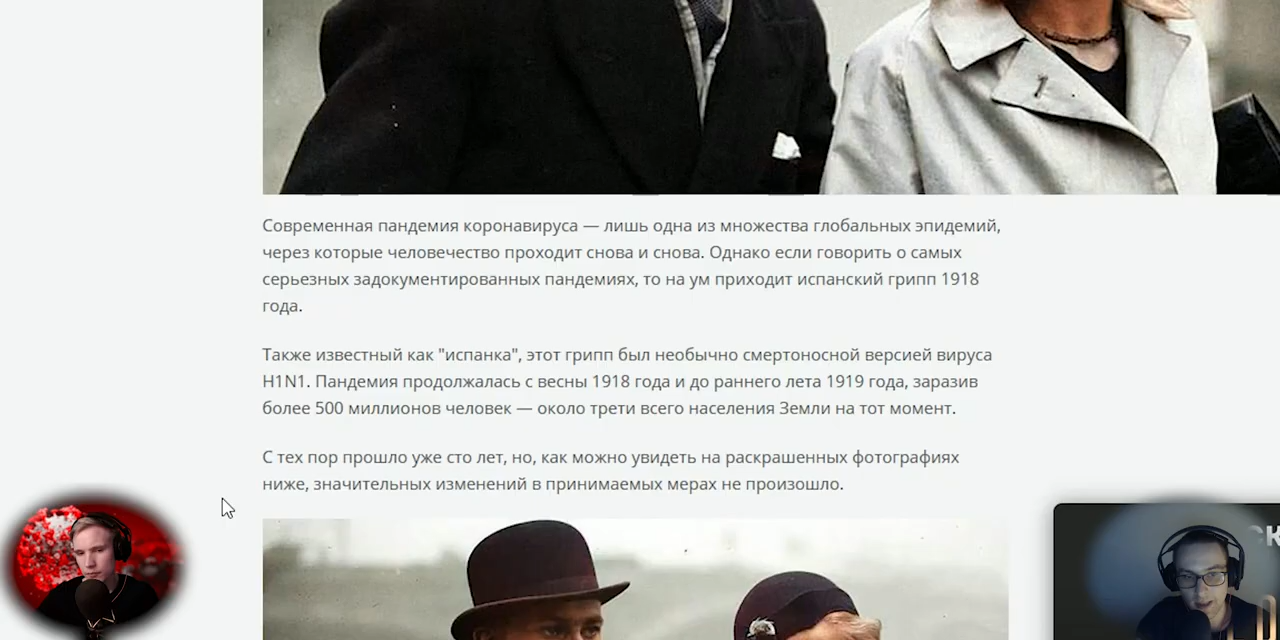 Современная пандемия коронавируса — лишь одна из множества глобальных эпидемий,
через которые человечество проходит снова и снова. Однако если говорить о самых
серьезных задокументированных пандемиях, то на ум приходит испанский грипп 1918
года.
Также известный как "испанка", этот грипп был необычно смертоносной версией вируса
H1N1. Пандемия продолжалась с весны 1918 года и до раннего лета 1919 года, заразив
более 500 миллионов человек — около трети всего населения Земли на тот момент.
С тех пор прошло уже сто лет, но, как можно увидеть на раскрашенных фотографиях
ниже, значительных изменений в принимаемых мерах не произошло.